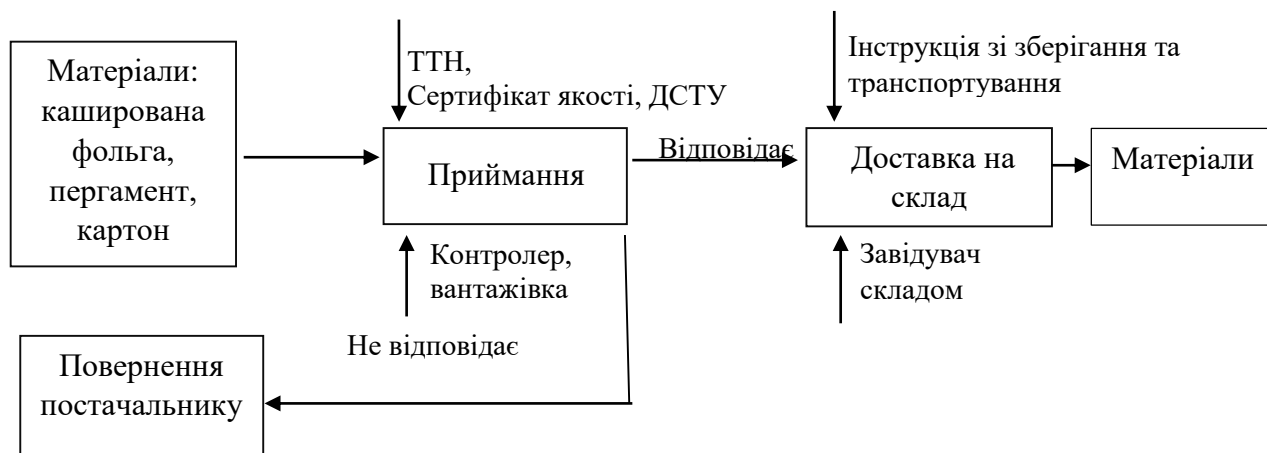 Матеріали:
каширована
фольга,
пергамент,
картон
ТТН,
Сертифікат якості, ДСТУ
Приймання
Контролер,
вантажівка
Відповідає
Інструкція зі зберігання та
транспортування
Доставка на
склад
Завідувач
складом
Матеріали
Не відповідає
Повернення
постачальнику